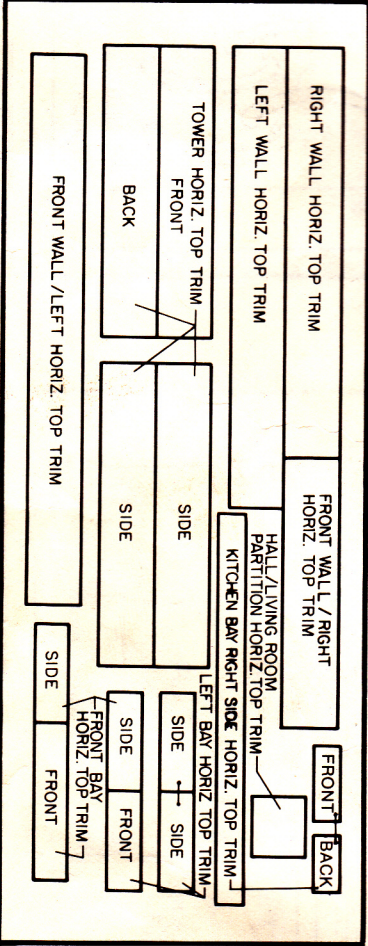 RIGHT WALL HORIZ. TOP TRIM
FRONT WALL / RIGHT
HORIZ. TOP TRIM
FRONT
BACK
LEFT WALL HORIZ. TOP TRIM
HALL/LIVING ROOM
PARTITION HORIZ. TOP TRIM
KITCHEN BAY RIGHT SIDE HORIZ. TOP TRIM
TOWER HORIZ. TOP TRIM
FRONT
BACK
SIDE
SIDE
LEFT BAY HORIZ TOP TRIM
SIDE
SIDE
SIDE
FRONT
FRONT BAY
HORIZ. TOP TRIM
FRONT WALL / LEFT HORIZ. TOP TRIM
SIDE
FRONT